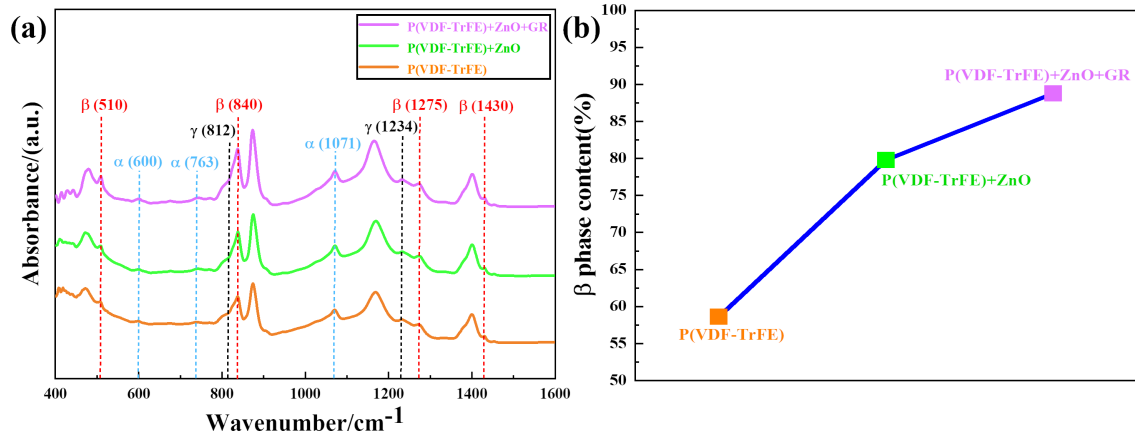 (a)
P(VDF-TrFE)+ZnO+GR
P(VDF-TrFE)+ZnO
P(VDF-TrFE)
β (510)
β (840)
β (1275)
β (1430)
γ (812)
γ (1234)
α (600)
α (763)
α (1071)
Absorbance/(a.u.)
400 600 800 1000 1200 1400 1600
Wavenumber/cm-1
(b)
100
95
90
85
80
75
70
65
60
55
50
β phase content(%)
P(VDF-TrFE)+ZnO+GR
P(VDF-TrFE)+ZnO
P(VDF-TrFE)